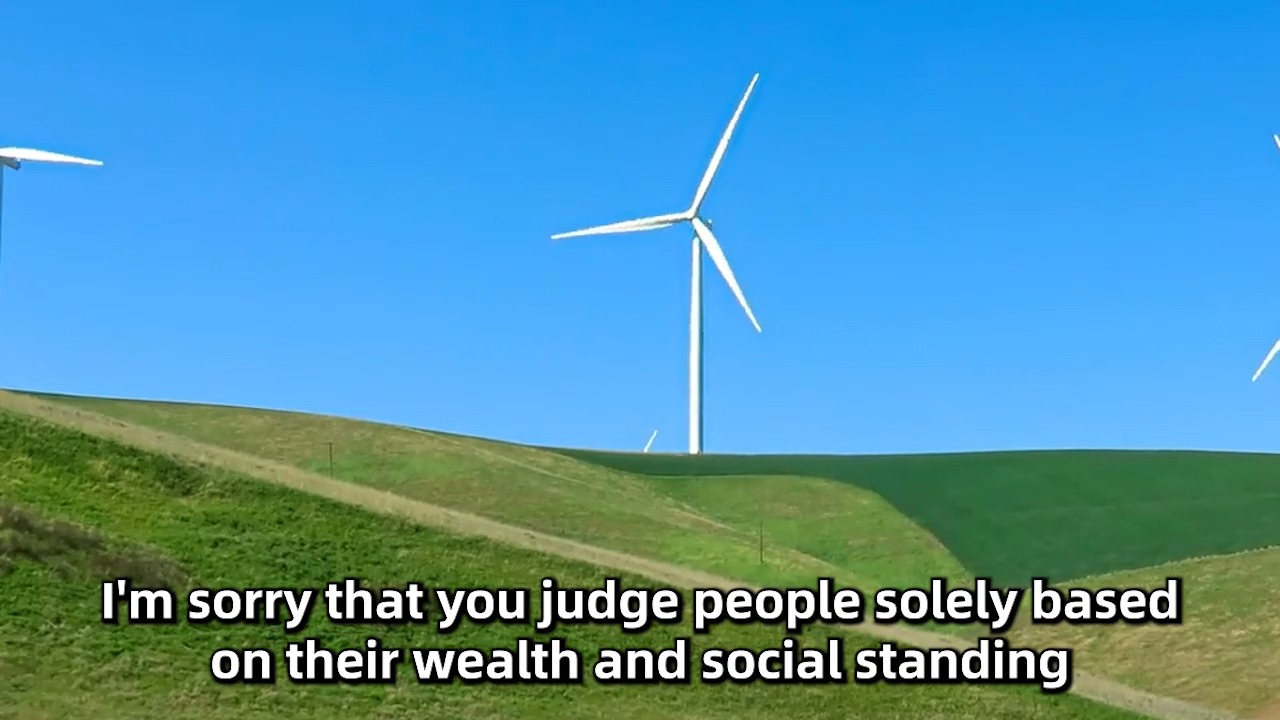 I'm sorry that you judge people solely based
on their wealth and social standing